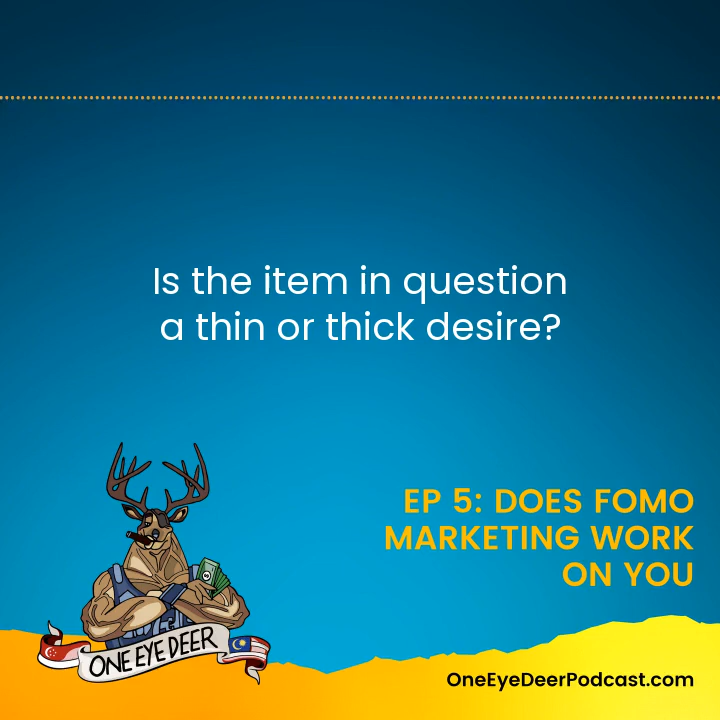 Is the item in question
a thin or thick desire?
EP 5: DOES FOMO
MARKETING WORK
ON YOU
ONE EYE DEER
OneEyeDeerPodcast.com